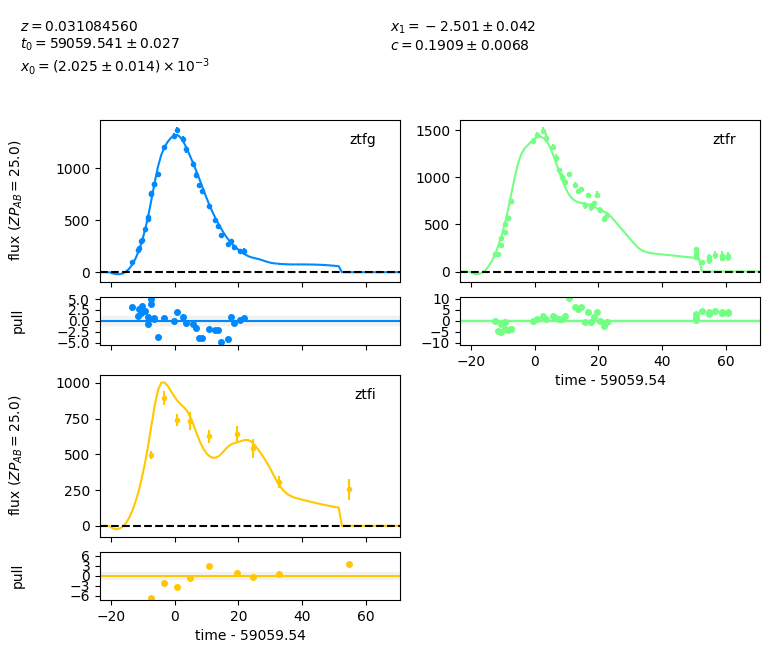 z = 0.031084560
t₀ = 59059.541 ± 0.027
x₀ = (2.025 ± 0.014) × 10⁻³
x₁ = −2.501 ± 0.042
c = 0.1909 ± 0.0068
ztfg
flux (ZP_AB = 25.0)
1000
500
0
ztfr
1500
1000
500
0
pull
5.0
2.5
0.0
−2.5
−5.0
10
5
0
−5
−10
−20 0 20 40 60
time - 59059.54
ztfi
flux (ZP_AB = 25.0)
1000
750
500
250
0
pull
6
3
0
−3
−6
−20 0 20 40 60
time - 59059.54